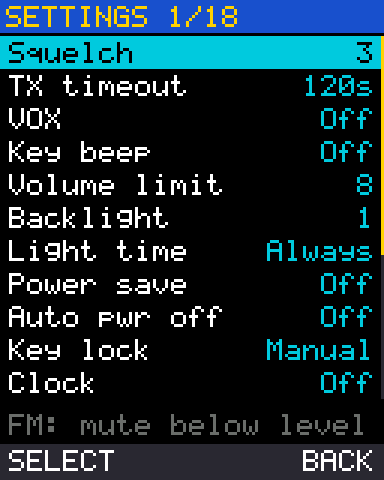 SETTINGS 1/18
Squelch 3
TX timeout 120s
VOX Off
Key beep Off
Volume limit 8
Backlight 1
Light time Always
Power save Off
Auto pwr off Off
Key lock Manual
Clock Off
FM: mute below level
SELECT BACK